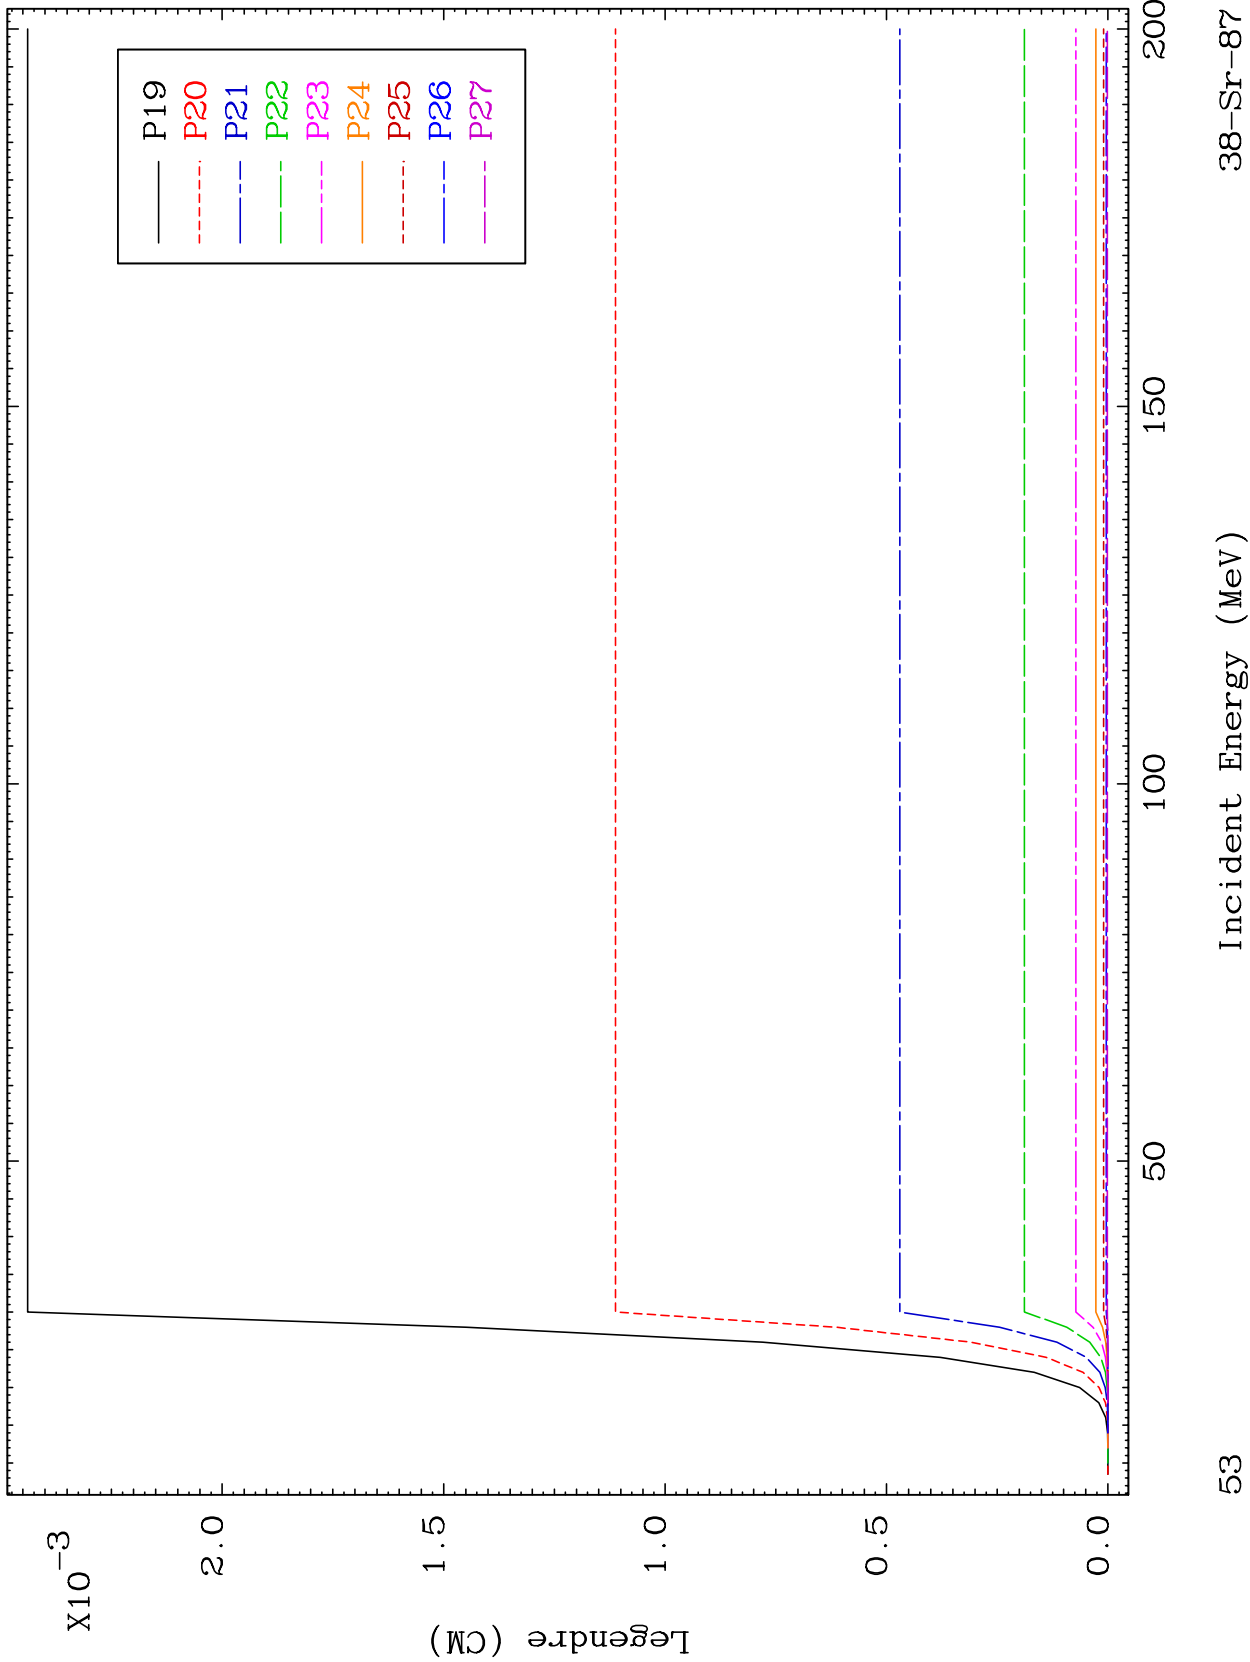 X10-3
2.0
1.5
1.0
0.5
0.0
Legendre (CM)
P19
P20
P21
P22
P23
P24
P25
P26
P27
50
100
150
200
Incident Energy (MeV)
53
38-Sr-87